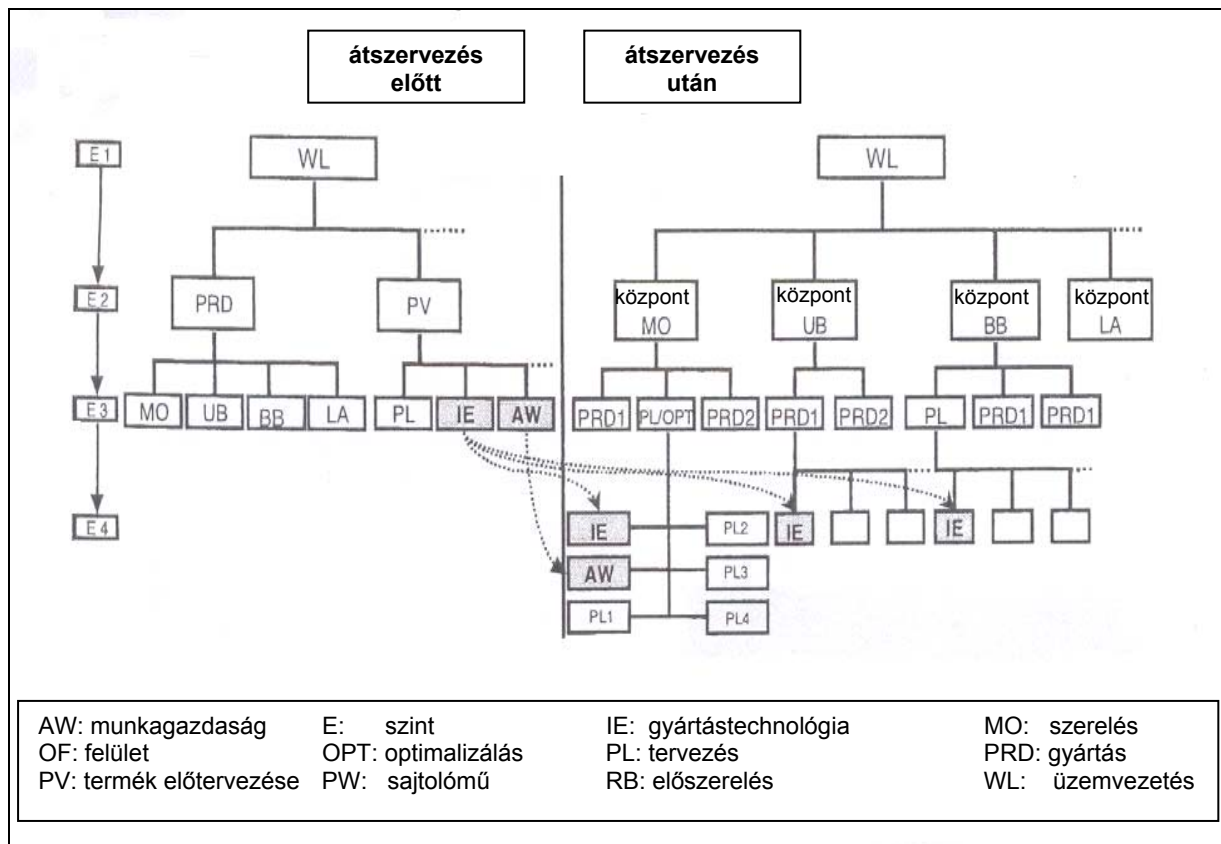 átszervezés
előtt
átszervezés
után
E1
WL
WL
E2
PRD
PV
központ
MO
központ
UB
központ
BB
központ
LA
E3
MO
UB
BB
LA
PL
IE
AW
PRD1
PL/OPT
PRD2
PRD1
PRD2
PL
PRD1
PRD1
E4
IE
PL2
IE
IE
AW
PL3
PL1
PL4
AW: munkagazdaság E: szint IE: gyártástechnológia MO: szerelés
OF: felület OPT: optimalizálás PL: tervezés PRD: gyártás
PV: termék előtervezése PW: sajtolómű RB: előszerelés WL: üzemvezetés